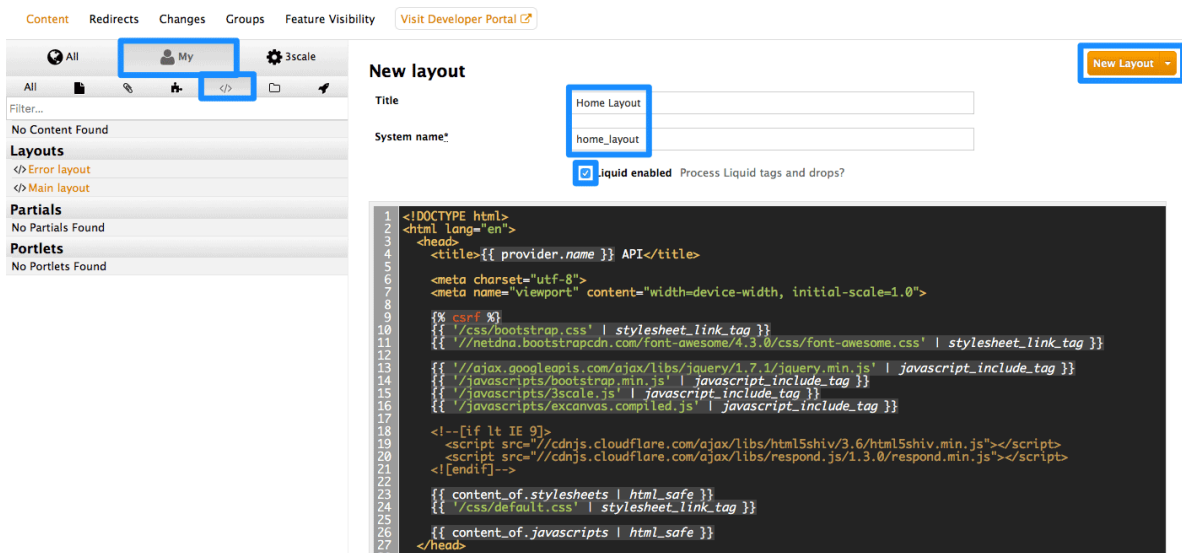 Content Redirects Changes Groups Feature Visibility Visit Developer Portal
All My 3scale
New Layout
New layout
All </>
Title Home Layout
Filter...
No Content Found
System name* home_layout
Layouts
</> Error layout
Liquid enabled Process Liquid tags and drops?
</> Main layout
Partials
No Partials Found
Portlets
No Portlets Found
1 <!DOCTYPE html>
2 <html lang="en">
3 <head>
4 <title>{{ provider.name }} API</title>
5
6 <meta charset="utf-8">
7 <meta name="viewport" content="width=device-width, initial-scale=1.0">
8
9 {% csrf %}
10 {{ '/css/bootstrap.css' | stylesheet_link_tag }}
11 {{ '//netdna.bootstrapcdn.com/font-awesome/4.3.0/css/font-awesome.css' | stylesheet_link_tag }}
12
13 {{ '//ajax.googleapis.com/ajax/libs/jquery/1.7.1/jquery.min.js' | javascript_include_tag }}
14 {{ '/javascripts/bootstrap.min.js' | javascript_include_tag }}
15 {{ '/javascripts/3scale.js' | javascript_include_tag }}
16 {{ '/javascripts/excanvas.compiled.js' | javascript_include_tag }}
17
18 <!--[if lt IE 9]>
19 <script src="//cdnjs.cloudflare.com/ajax/libs/html5shiv/3.6/html5shiv.min.js"></script>
20 <script src="//cdnjs.cloudflare.com/ajax/libs/respond.js/1.3.0/respond.min.js"></script>
21 <![endif]-->
22
23 {{ content_of.stylesheets | html_safe }}
24 {{ '/css/default.css' | stylesheet_link_tag }}
25
26 {{ content_of.javascripts | html_safe }}
27 </head>